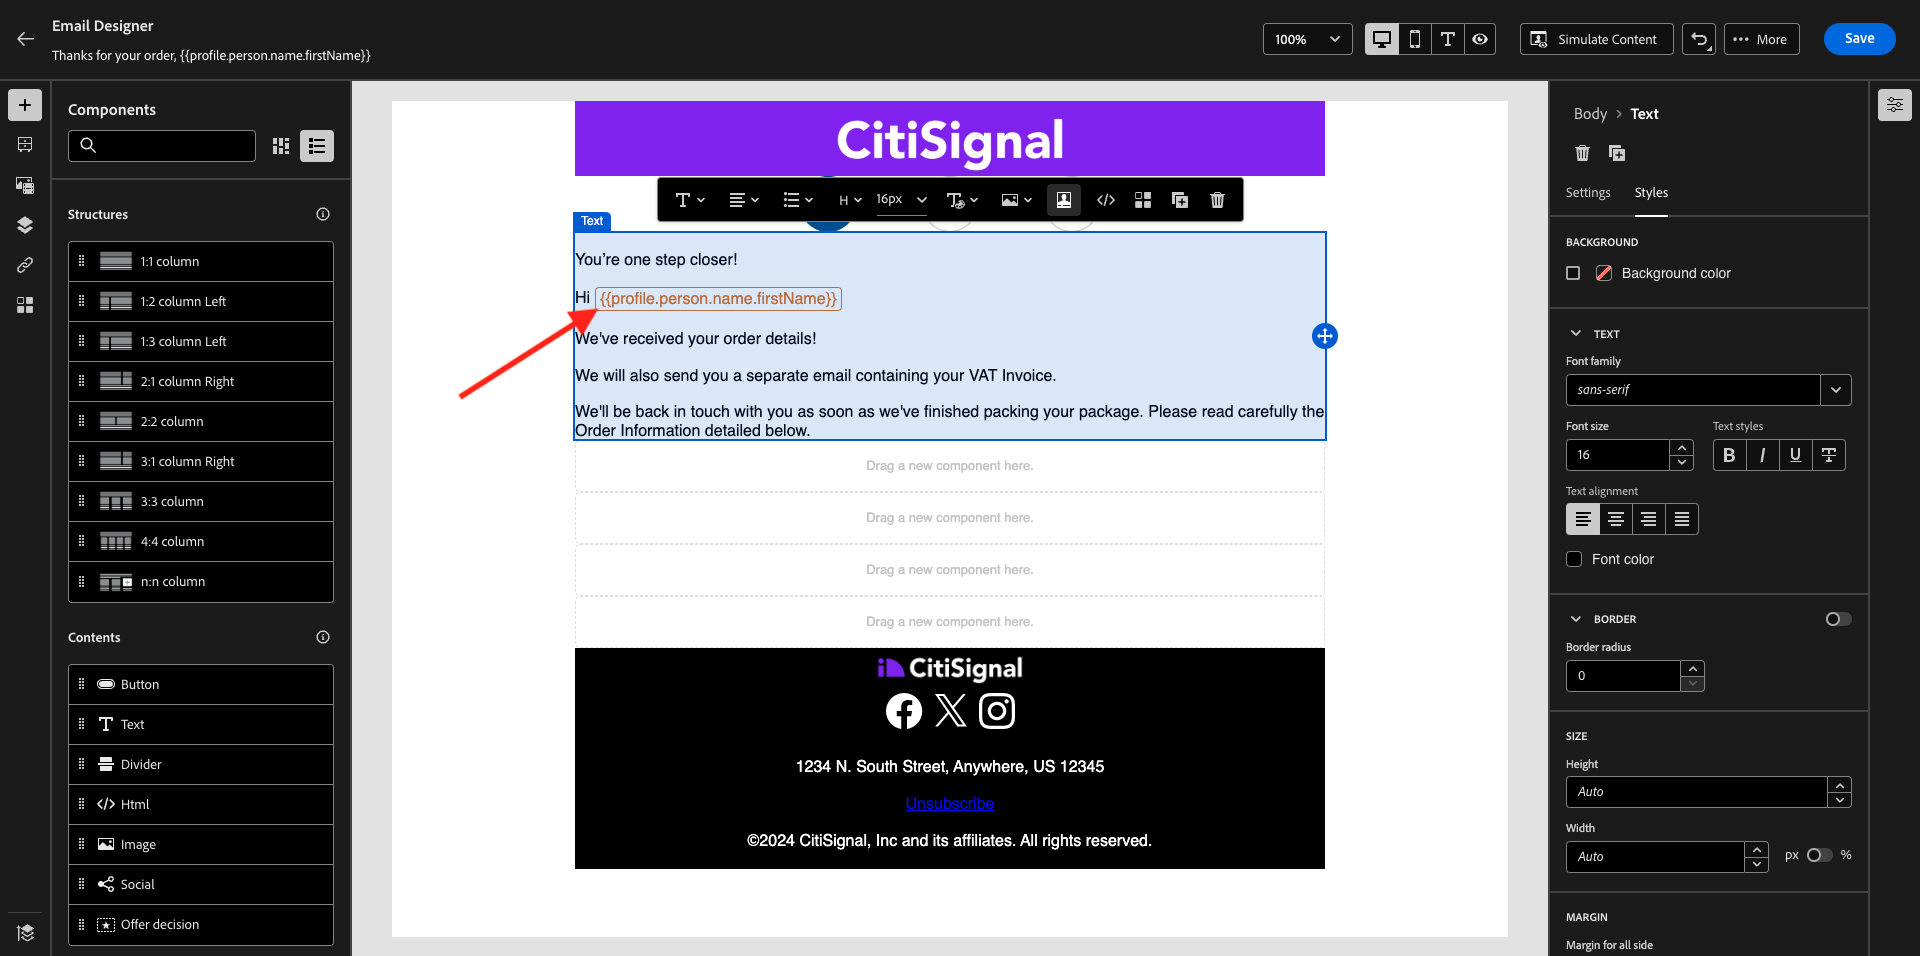 Email Designer
Thanks for your order, {{profile.person.name.firstName}}
100%
Simulate Content
More
Save
Components
Structures
1:1 column
1:2 column Left
1:3 column Left
2:1 column Right
2:2 column
3:1 column Right
3:3 column
4:4 column
n:n column
Contents
Button
Text
Divider
Html
Image
Social
Offer decision
CitiSignal
H
16px
Text
You're one step closer!
Hi {{profile.person.name.firstName}}
We've received your order details!
We will also send you a separate email containing your VAT Invoice.
We'll be back in touch with you as soon as we've finished packing your package. Please read carefully the
Order Information detailed below.
Drag a new component here.
Drag a new component here.
Drag a new component here.
Drag a new component here.
CitiSignal
1234 N. South Street, Anywhere, US 12345
Unsubscribe
©2024 CitiSignal, Inc and its affiliates. All rights reserved.
Body > Text
Settings
Styles
BACKGROUND
Background color
TEXT
Font family
sans-serif
Font size
Text styles
16
B I U T
Text alignment
Font color
BORDER
Border radius
0
SIZE
Height
Auto
Width
Auto
px
%
MARGIN
Margin for all side